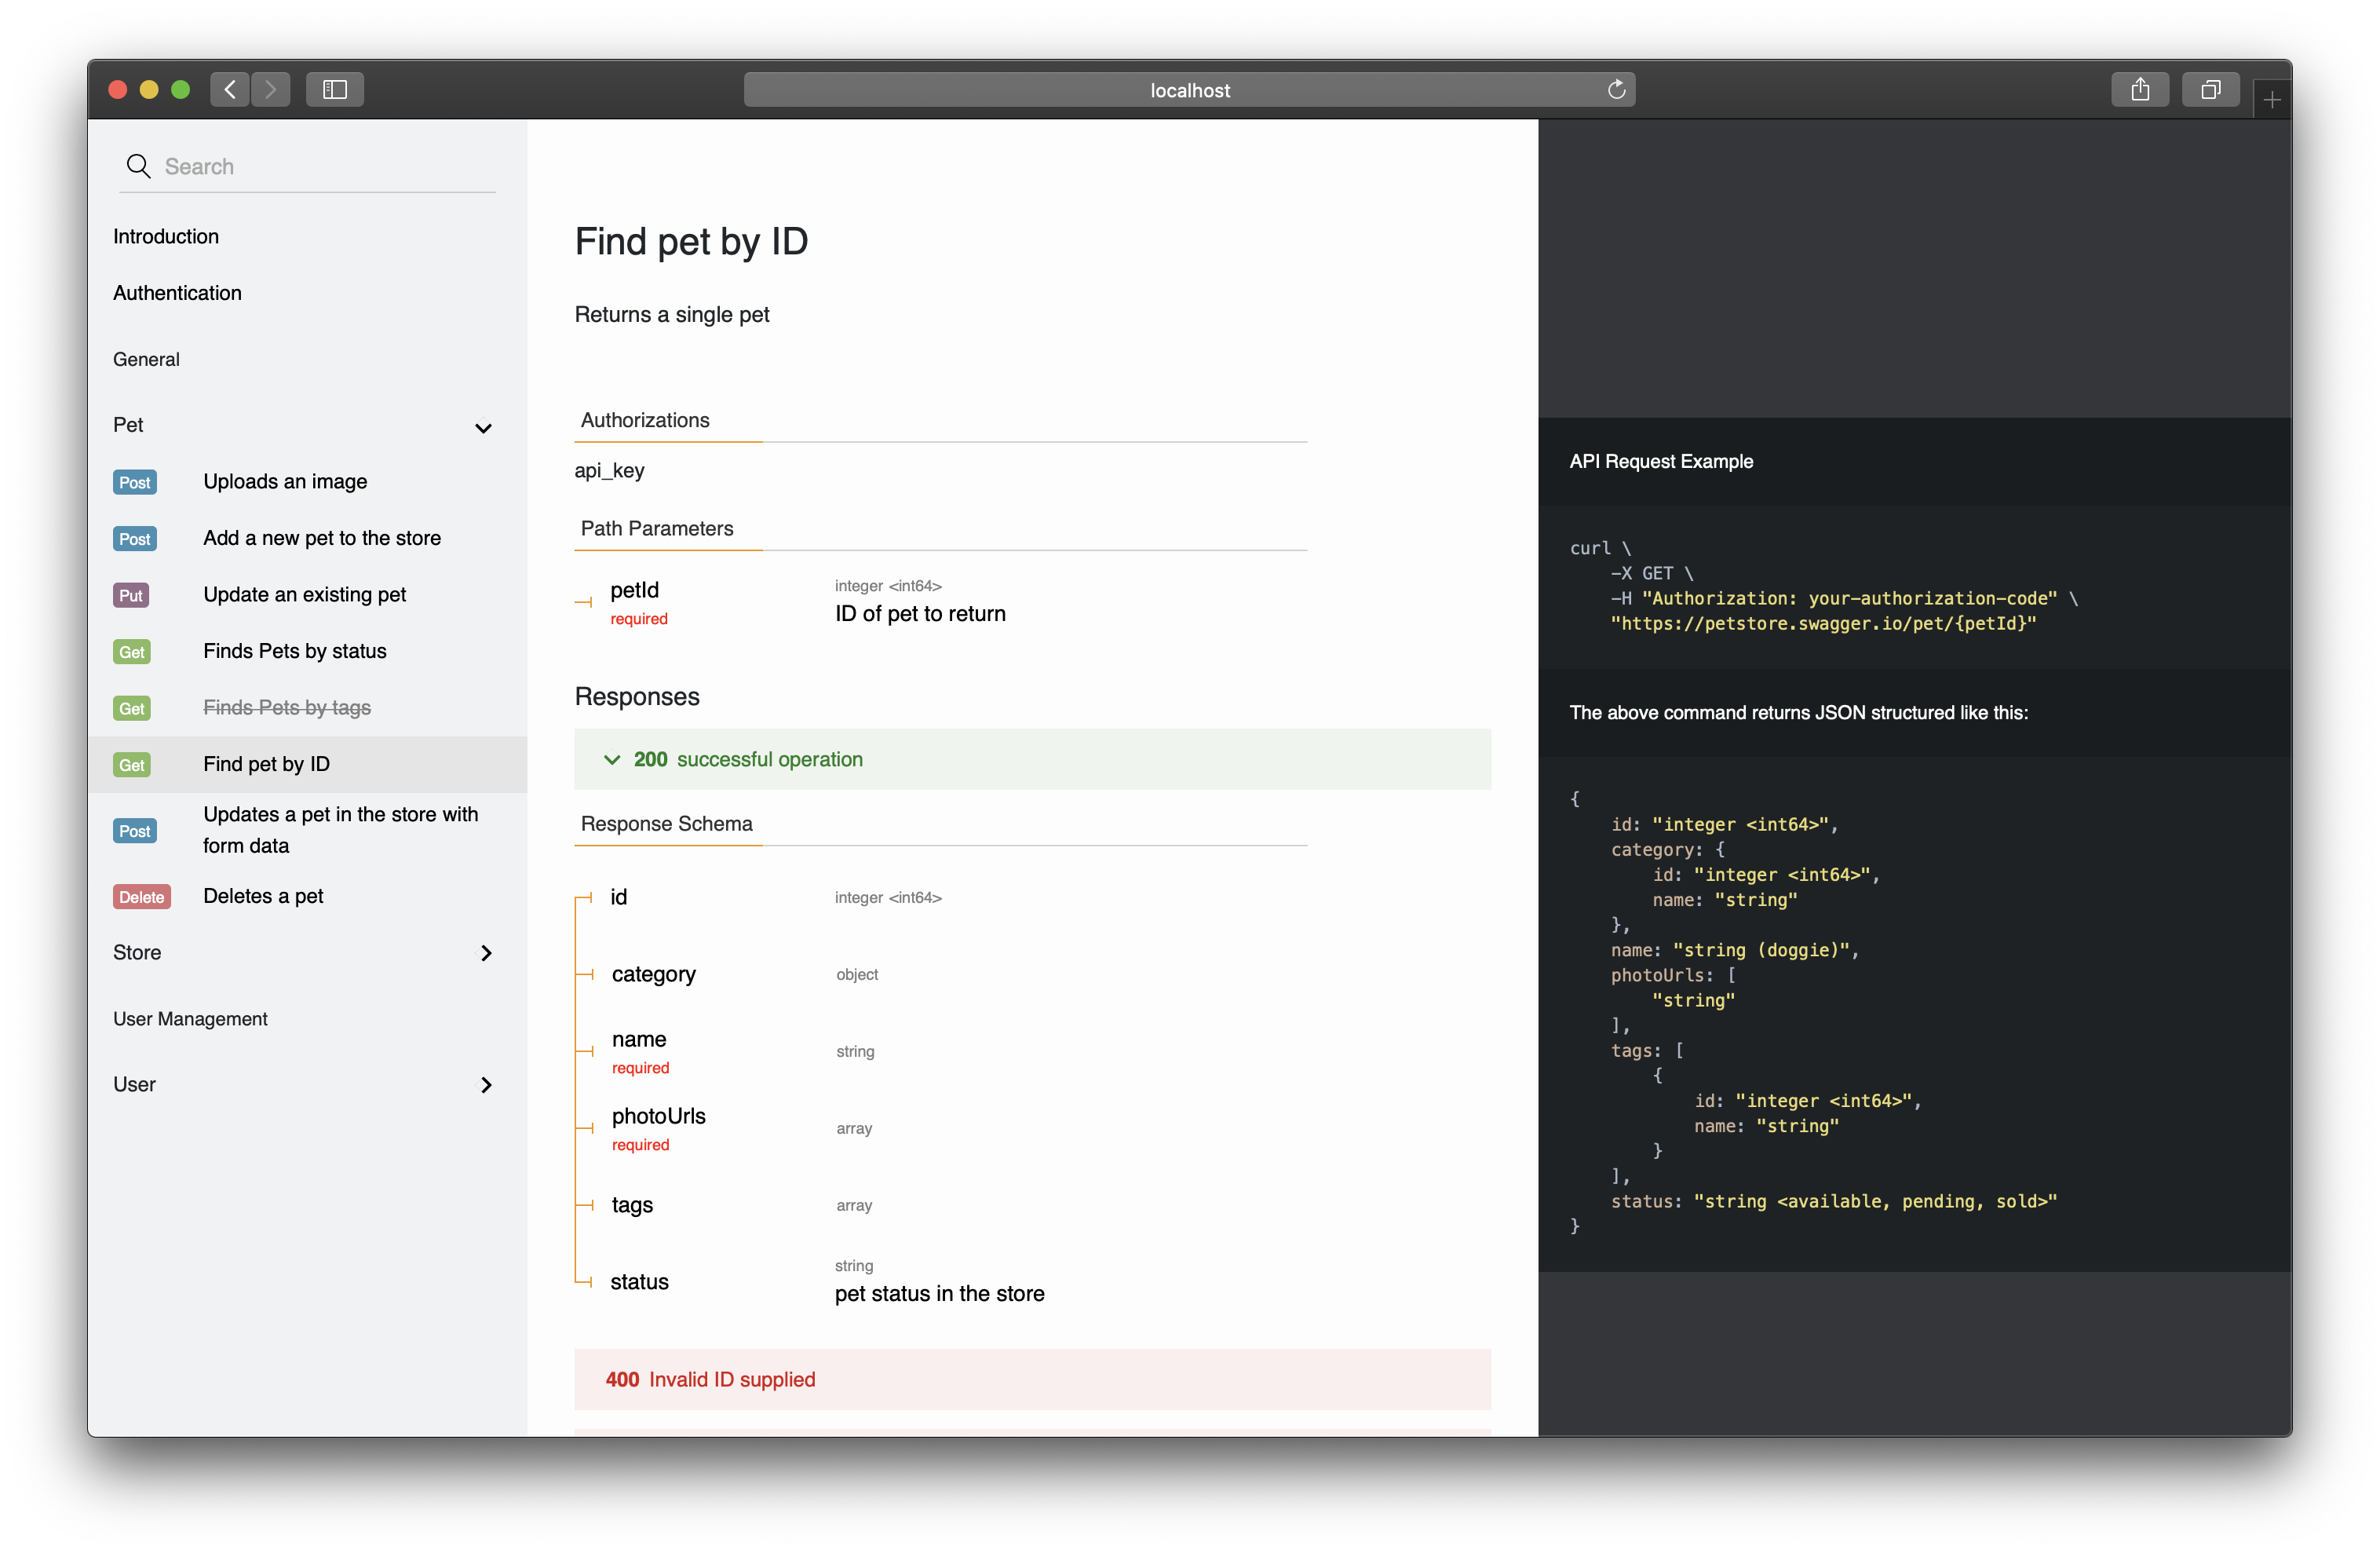 localhost
Search
Introduction
Authentication
General
Pet
Post Uploads an image
Post Add a new pet to the store
Put Update an existing pet
Get Finds Pets by status
Get Finds Pets by tags
Get Find pet by ID
Post Updates a pet in the store with
form data
Delete Deletes a pet
Store
User Management
User
Find pet by ID
Returns a single pet
Authorizations
api_key
Path Parameters
petId
required
integer <int64>
ID of pet to return
Responses
200 successful operation
Response Schema
id integer <int64>
category object
name
required
string
photoUrls
required
array
tags array
status
string
pet status in the store
400 Invalid ID supplied
API Request Example
curl \
    -X GET \
    -H "Authorization: your-authorization-code" \
    "https://petstore.swagger.io/pet/{petId}"
The above command returns JSON structured like this:
{
    id: "integer <int64>",
    category: {
        id: "integer <int64>",
        name: "string"
    },
    name: "string (doggie)",
    photoUrls: [
        "string"
    ],
    tags: [
        {
            id: "integer <int64>",
            name: "string"
        }
    ],
    status: "string <available, pending, sold>"
}